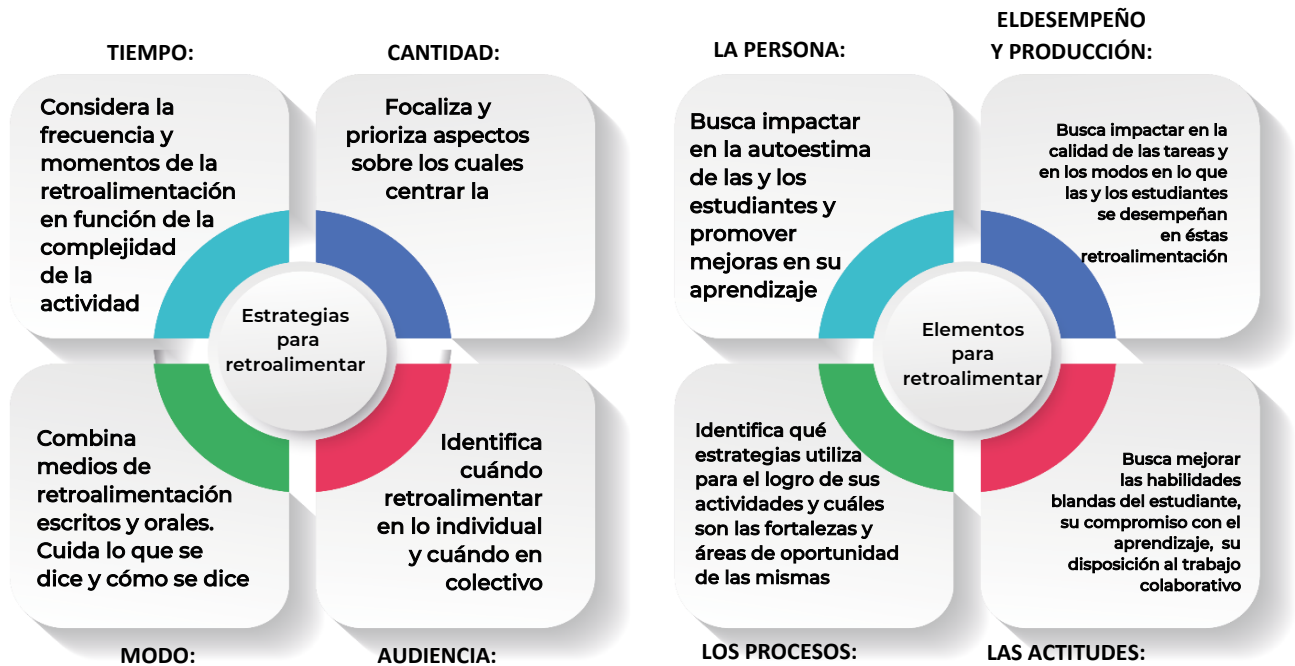 TIEMPO:
Considera la
frecuencia y
momentos de la
retroalimentación
en función de la
complejidad
de la
actividad
CANTIDAD:
Focaliza y
prioriza aspectos
sobre los cuales
centrar la
Estrategias
para
retroalimentar
Combina
medios de
retroalimentación
escritos y orales.
Cuida lo que se
dice y cómo se dice
MODO:
Identifica
cuándo
retroalimentar
en lo individual
y cuándo en
colectivo
AUDIENCIA:
LA PERSONA:
Busca impactar
en la autoestima
de las y los
estudiantes y
promover
mejoras en su
aprendizaje
ELDESEMPEÑO
Y PRODUCCIÓN:
Busca impactar en la
calidad de las tareas y
en los modos en lo que
las y los estudiantes
se desempeñan
en éstas
retroalimentación
Elementos
para
retroalimentar
Identifica qué
estrategias utiliza
para el logro de sus
actividades y cuáles
son las fortalezas y
áreas de oportunidad
de las mismas
LOS PROCESOS:
Busca mejorar
las habilidades
blandas del estudiante,
su compromiso con el
aprendizaje, su
disposición al trabajo
colaborativo
LAS ACTITUDES: